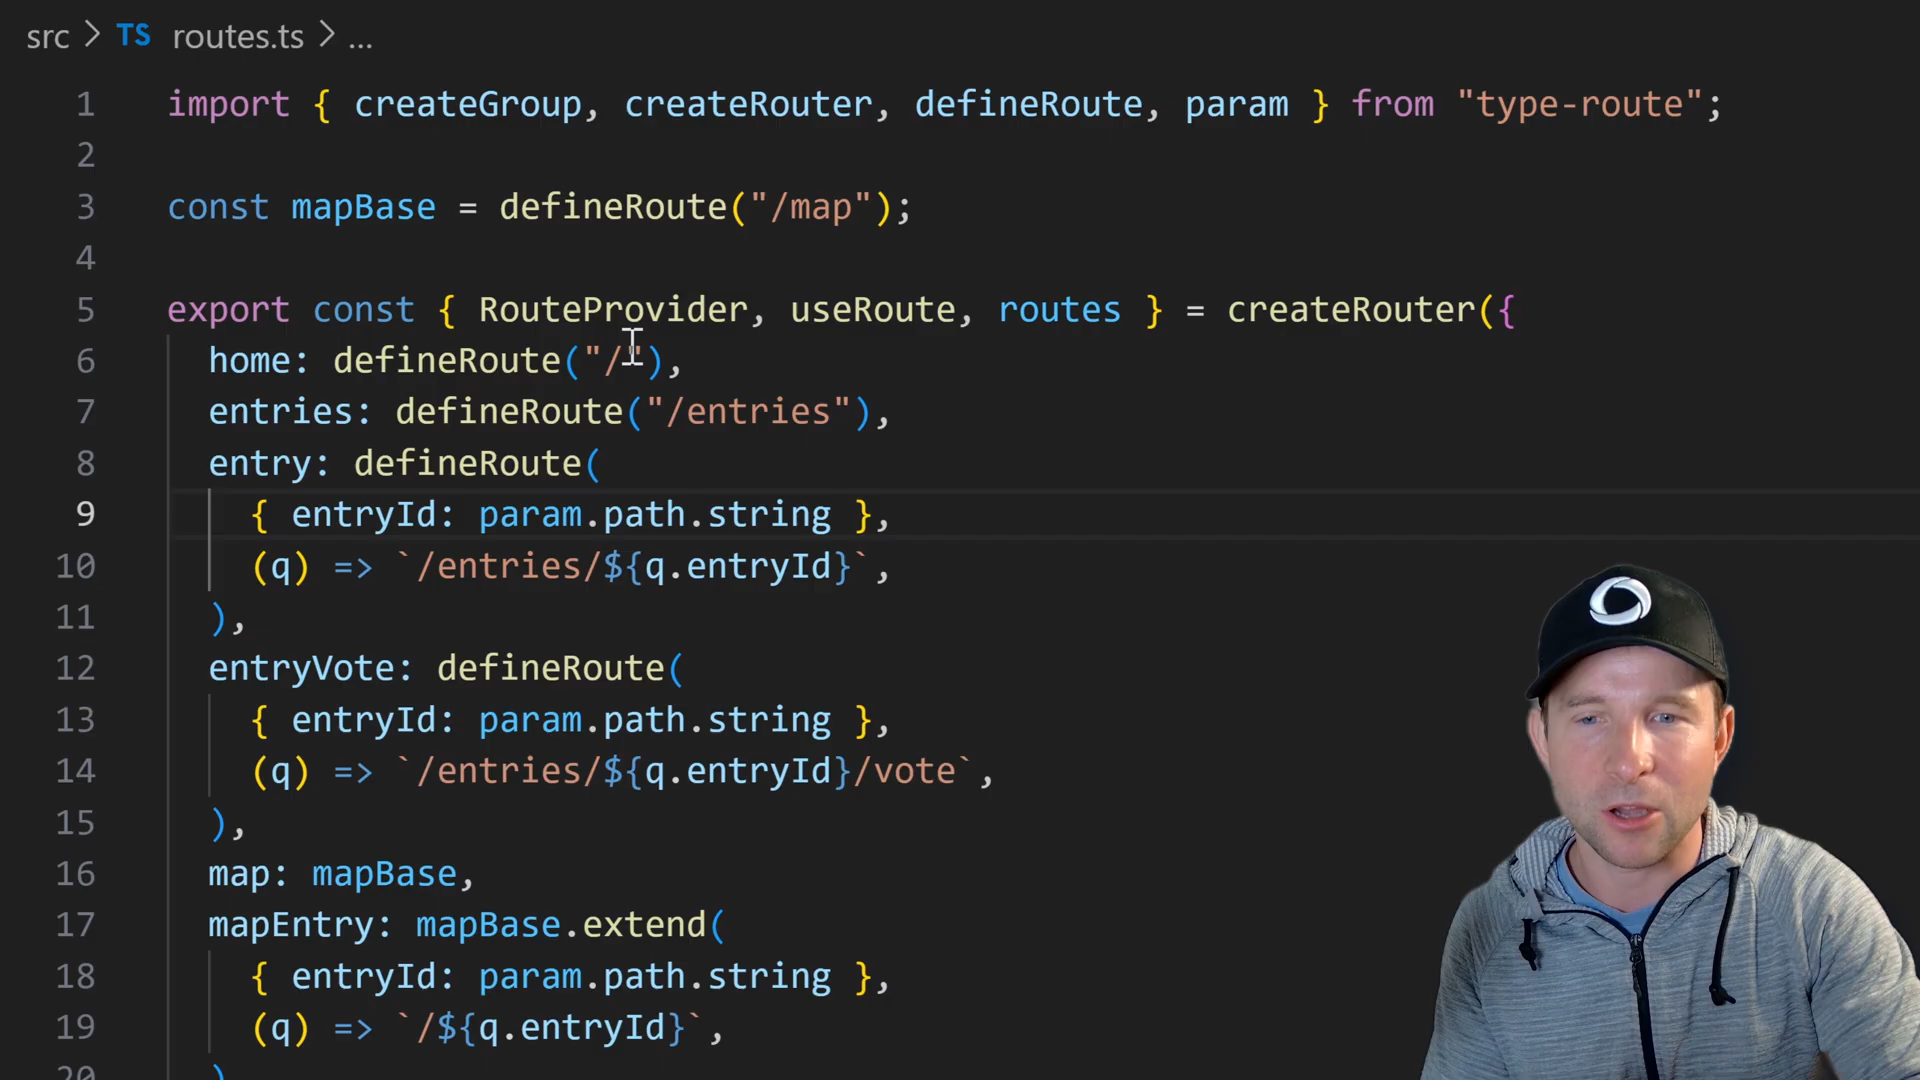 src > TS routes.ts > ...
1 import { createGroup, createRouter, defineRoute, param } from "type-route";
2
3 const mapBase = defineRoute("/map");
4
5 export const { RouteProvider, useRoute, routes } = createRouter({
6 home: defineRoute("/"),
7 entries: defineRoute("/entries"),
8 entry: defineRoute(
9 { entryId: param.path.string },
10 (q) => `/entries/${q.entryId}`,
11 ),
12 entryVote: defineRoute(
13 { entryId: param.path.string },
14 (q) => `/entries/${q.entryId}/vote`,
15 ),
16 map: mapBase,
17 mapEntry: mapBase.extend(
18 { entryId: param.path.string },
19 (q) => `/${q.entryId}`,
20 )